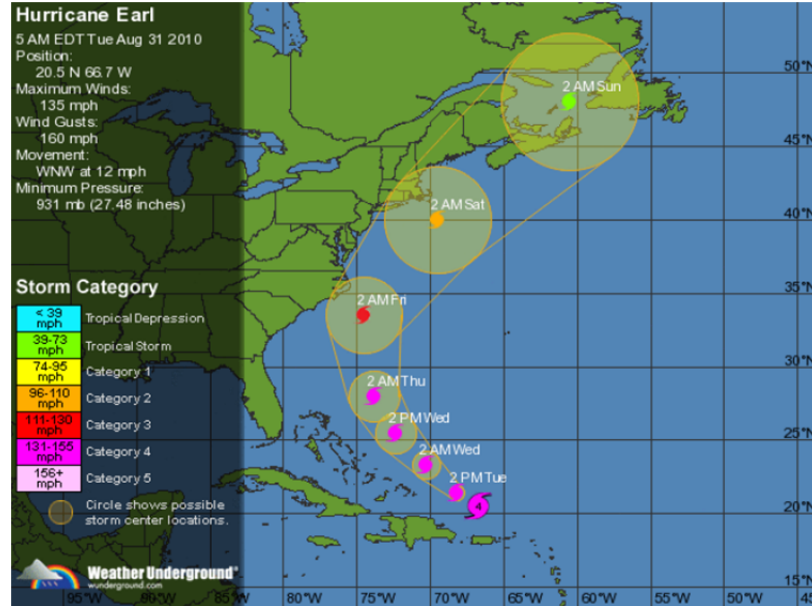 Hurricane Earl
5 AM EDT Tue Aug 31 2010
Position:
20.5 N 66.7 W
Maximum Winds:
135 mph
Wind Gusts:
160 mph
Movement:
WNW at 12 mph
Minimum Pressure:
931 mb (27.48 inches)
2 AM Sun
2 AM Sat
2 AM Fri
2 AM Thu
2 PM Wed
2 AM Wed
2 PM Tue
4
50°N
45°N
40°N
35°N
30°N
25°N
20°N
15°N
Storm Category
< 39 mph Tropical Depression
39-73 mph Tropical Storm
74-95 mph Category 1
96-110 mph Category 2
111-130 mph Category 3
131-155 mph Category 4
156+ mph Category 5
Circle shows possible
storm center locations.
Weather Underground®
wunderground.com
95°W 90°W 85°W 80°W 75°W 70°W 65°W 60°W 55°W 50°W